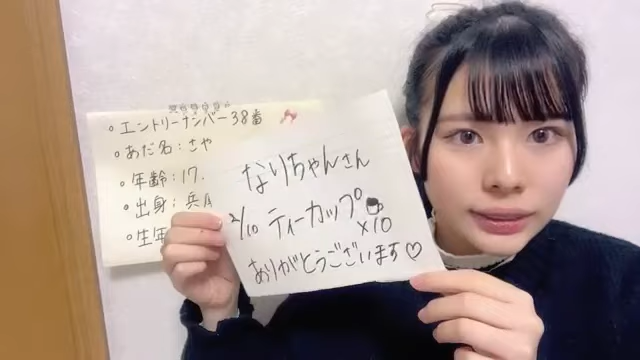 ・エントリーナンバー38番
・あだ名：さや
・年齢：17.
・出身：兵
・生年
なりちゃんさん
2/10 ティーカップ
×10
ありがとうございます♡